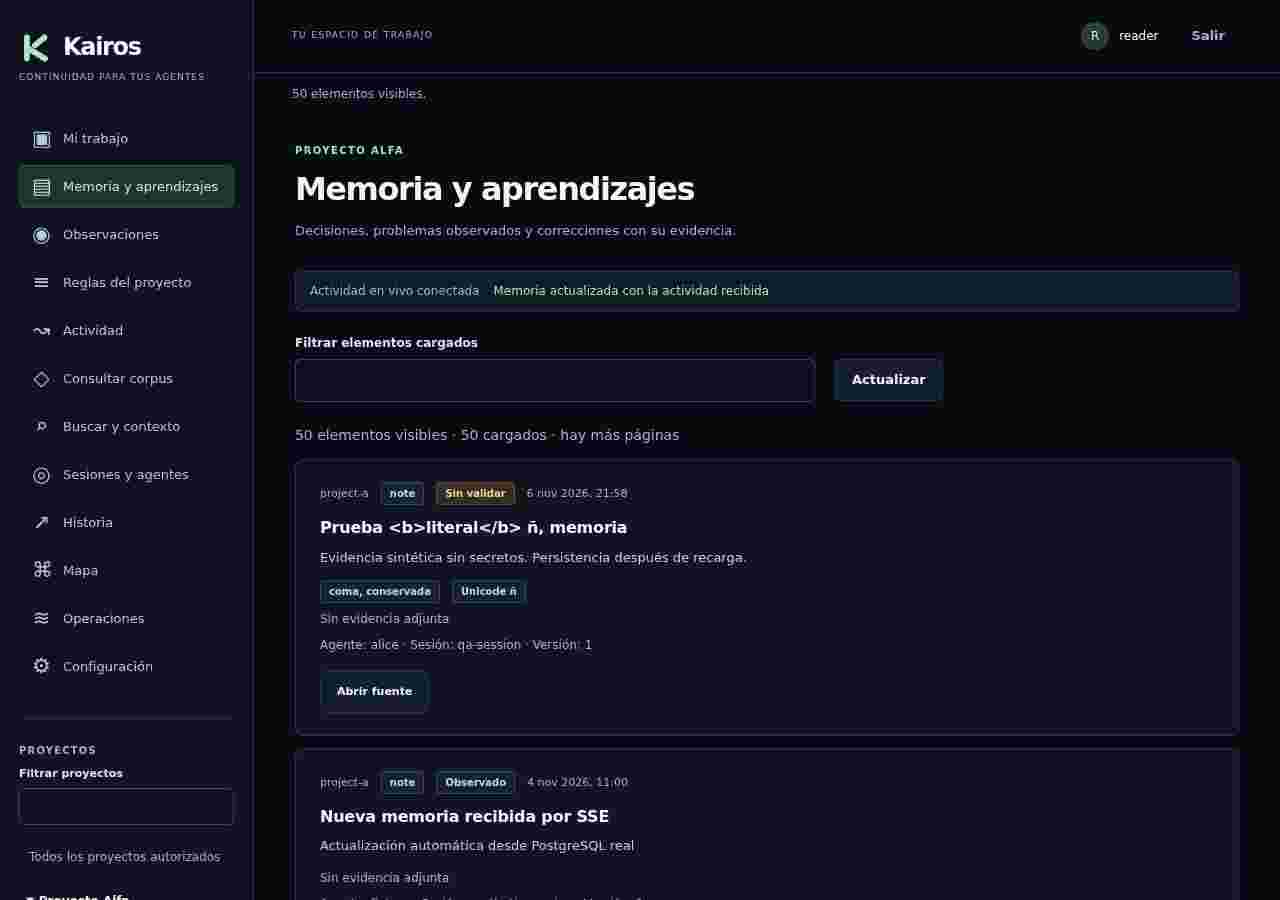 Kairos
CONTINUIDAD PARA TUS AGENTES
Mi trabajo
Memoria y aprendizajes
Observaciones
Reglas del proyecto
Actividad
Consultar corpus
Buscar y contexto
Sesiones y agentes
Historia
Mapa
Operaciones
Configuración
PROYECTOS
Filtrar proyectos
Todos los proyectos autorizados
Proyecto Alfa
TU ESPACIO DE TRABAJO
R reader Salir
50 elementos visibles.
PROYECTO ALFA
Memoria y aprendizajes
Decisiones, problemas observados y correcciones con su evidencia.
Actividad en vivo conectada Memoria actualizada con la actividad recibida
Filtrar elementos cargados
Actualizar
50 elementos visibles · 50 cargados · hay más páginas
project-a note Sin validar 6 nov 2026, 21:58
Prueba <b>literal</b> ñ, memoria
Evidencia sintética sin secretos. Persistencia después de recarga.
coma, conservada Unicode ñ
Sin evidencia adjunta
Agente: alice · Sesión: qa-session · Versión: 1
Abrir fuente
project-a note Observado 4 nov 2026, 11:00
Nueva memoria recibida por SSE
Actualización automática desde PostgreSQL real
Sin evidencia adjunta